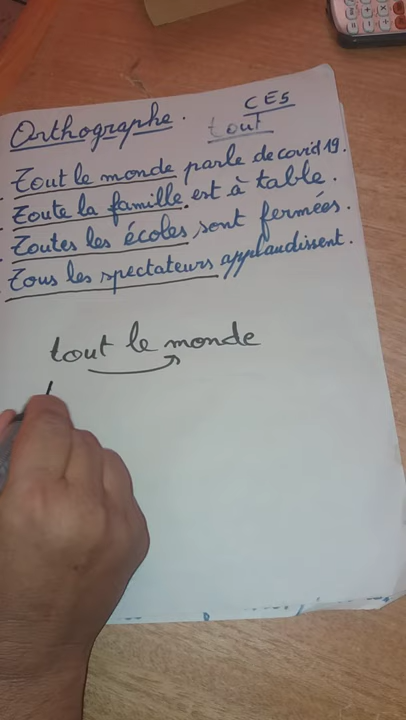 CE5
Orthographe.
tout
Tout le monde parle de covid 19.
Toute la famille est à table.
Toutes les écoles sont fermées.
Tous les spectateurs applaudissent.
tout le monde